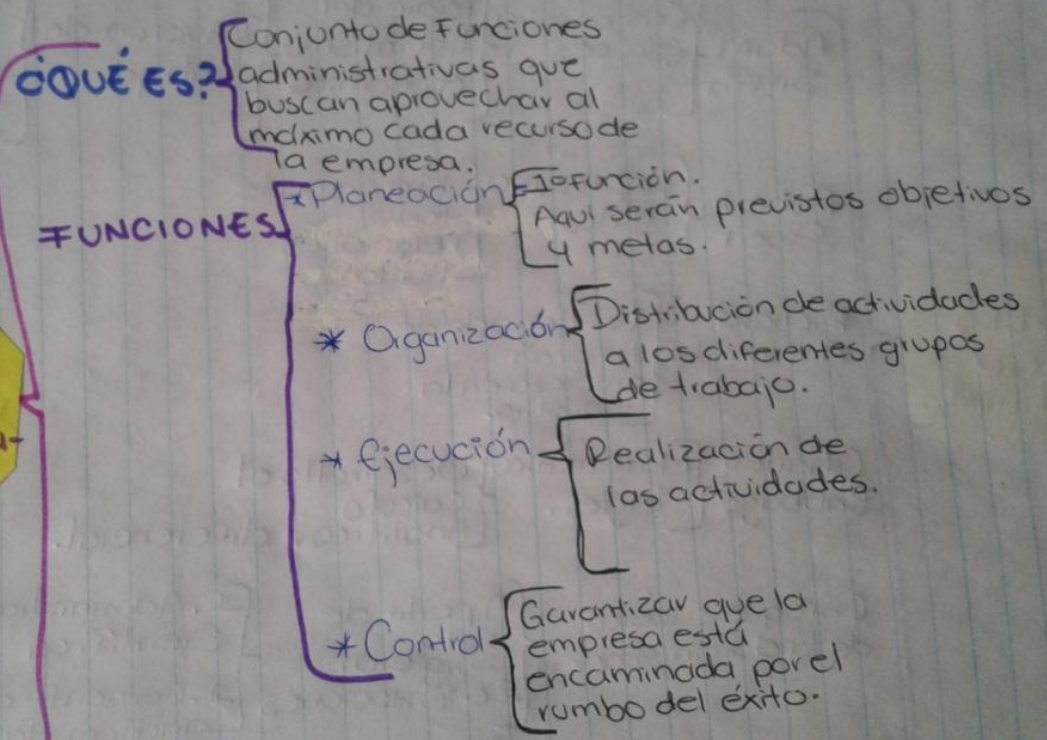 ¿QUÉ ES?
Conjunto de Funciones
administrativas que
buscan aprovechar al
máximo cada recurso de
la empresa.
FUNCIONES
* Planeación
1º función.
Aquí serán previstos objetivos
y metas.
* Organización
Distribución de actividades
a los diferentes grupos
de trabajo.
* Ejecución
Realización de
las actividades.
* Control
Garantizar que la
empresa está
encaminada por el
rumbo del éxito.